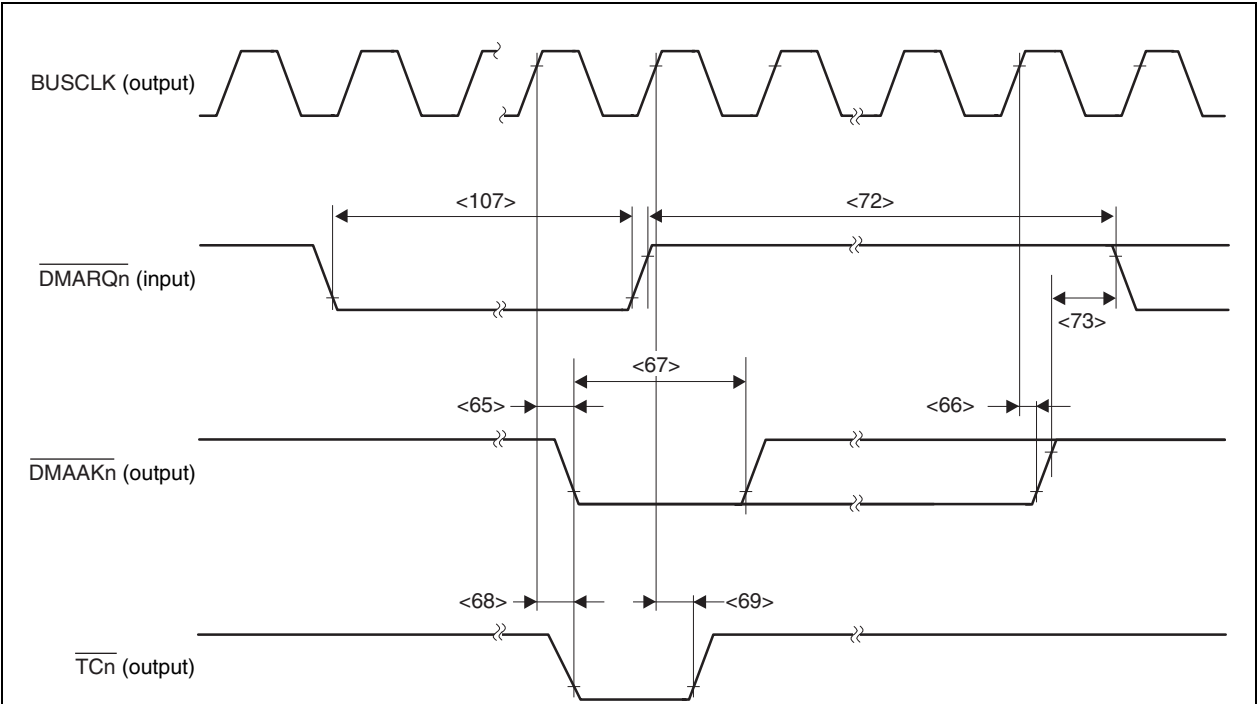 BUSCLK (output)
<107>
<72>
DMARQn (input)
<73>
<67>
<65>
<66>
DMAAKn (output)
<68>
<69>
TCn (output)